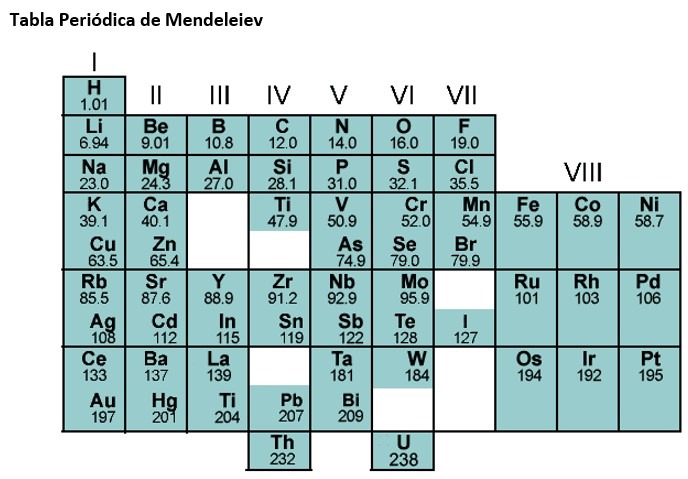 Tabla Periódica de Mendeleiev
I
H
1.01
II III IV V VI VII
Li Be B C N O F
6.94 9.01 10.8 12.0 14.0 16.0 19.0
Na Mg Al Si P S Cl
23.0 24.3 27.0 28.1 31.0 32.1 35.5
VIII
K Ca Ti V Cr Mn Fe Co Ni
39.1 40.1 47.9 50.9 52.0 54.9 55.9 58.9 58.7
Cu Zn As Se Br
63.5 65.4 74.9 79.0 79.9
Rb Sr Y Zr Nb Mo Ru Rh Pd
85.5 87.6 88.9 91.2 92.9 95.9 101 103 106
Ag Cd In Sn Sb Te I
108 112 115 119 122 128 127
Ce Ba La Ta W Os Ir Pt
133 137 139 181 184 194 192 195
Au Hg Ti Pb Bi
197 201 204 207 209
Th U
232 238